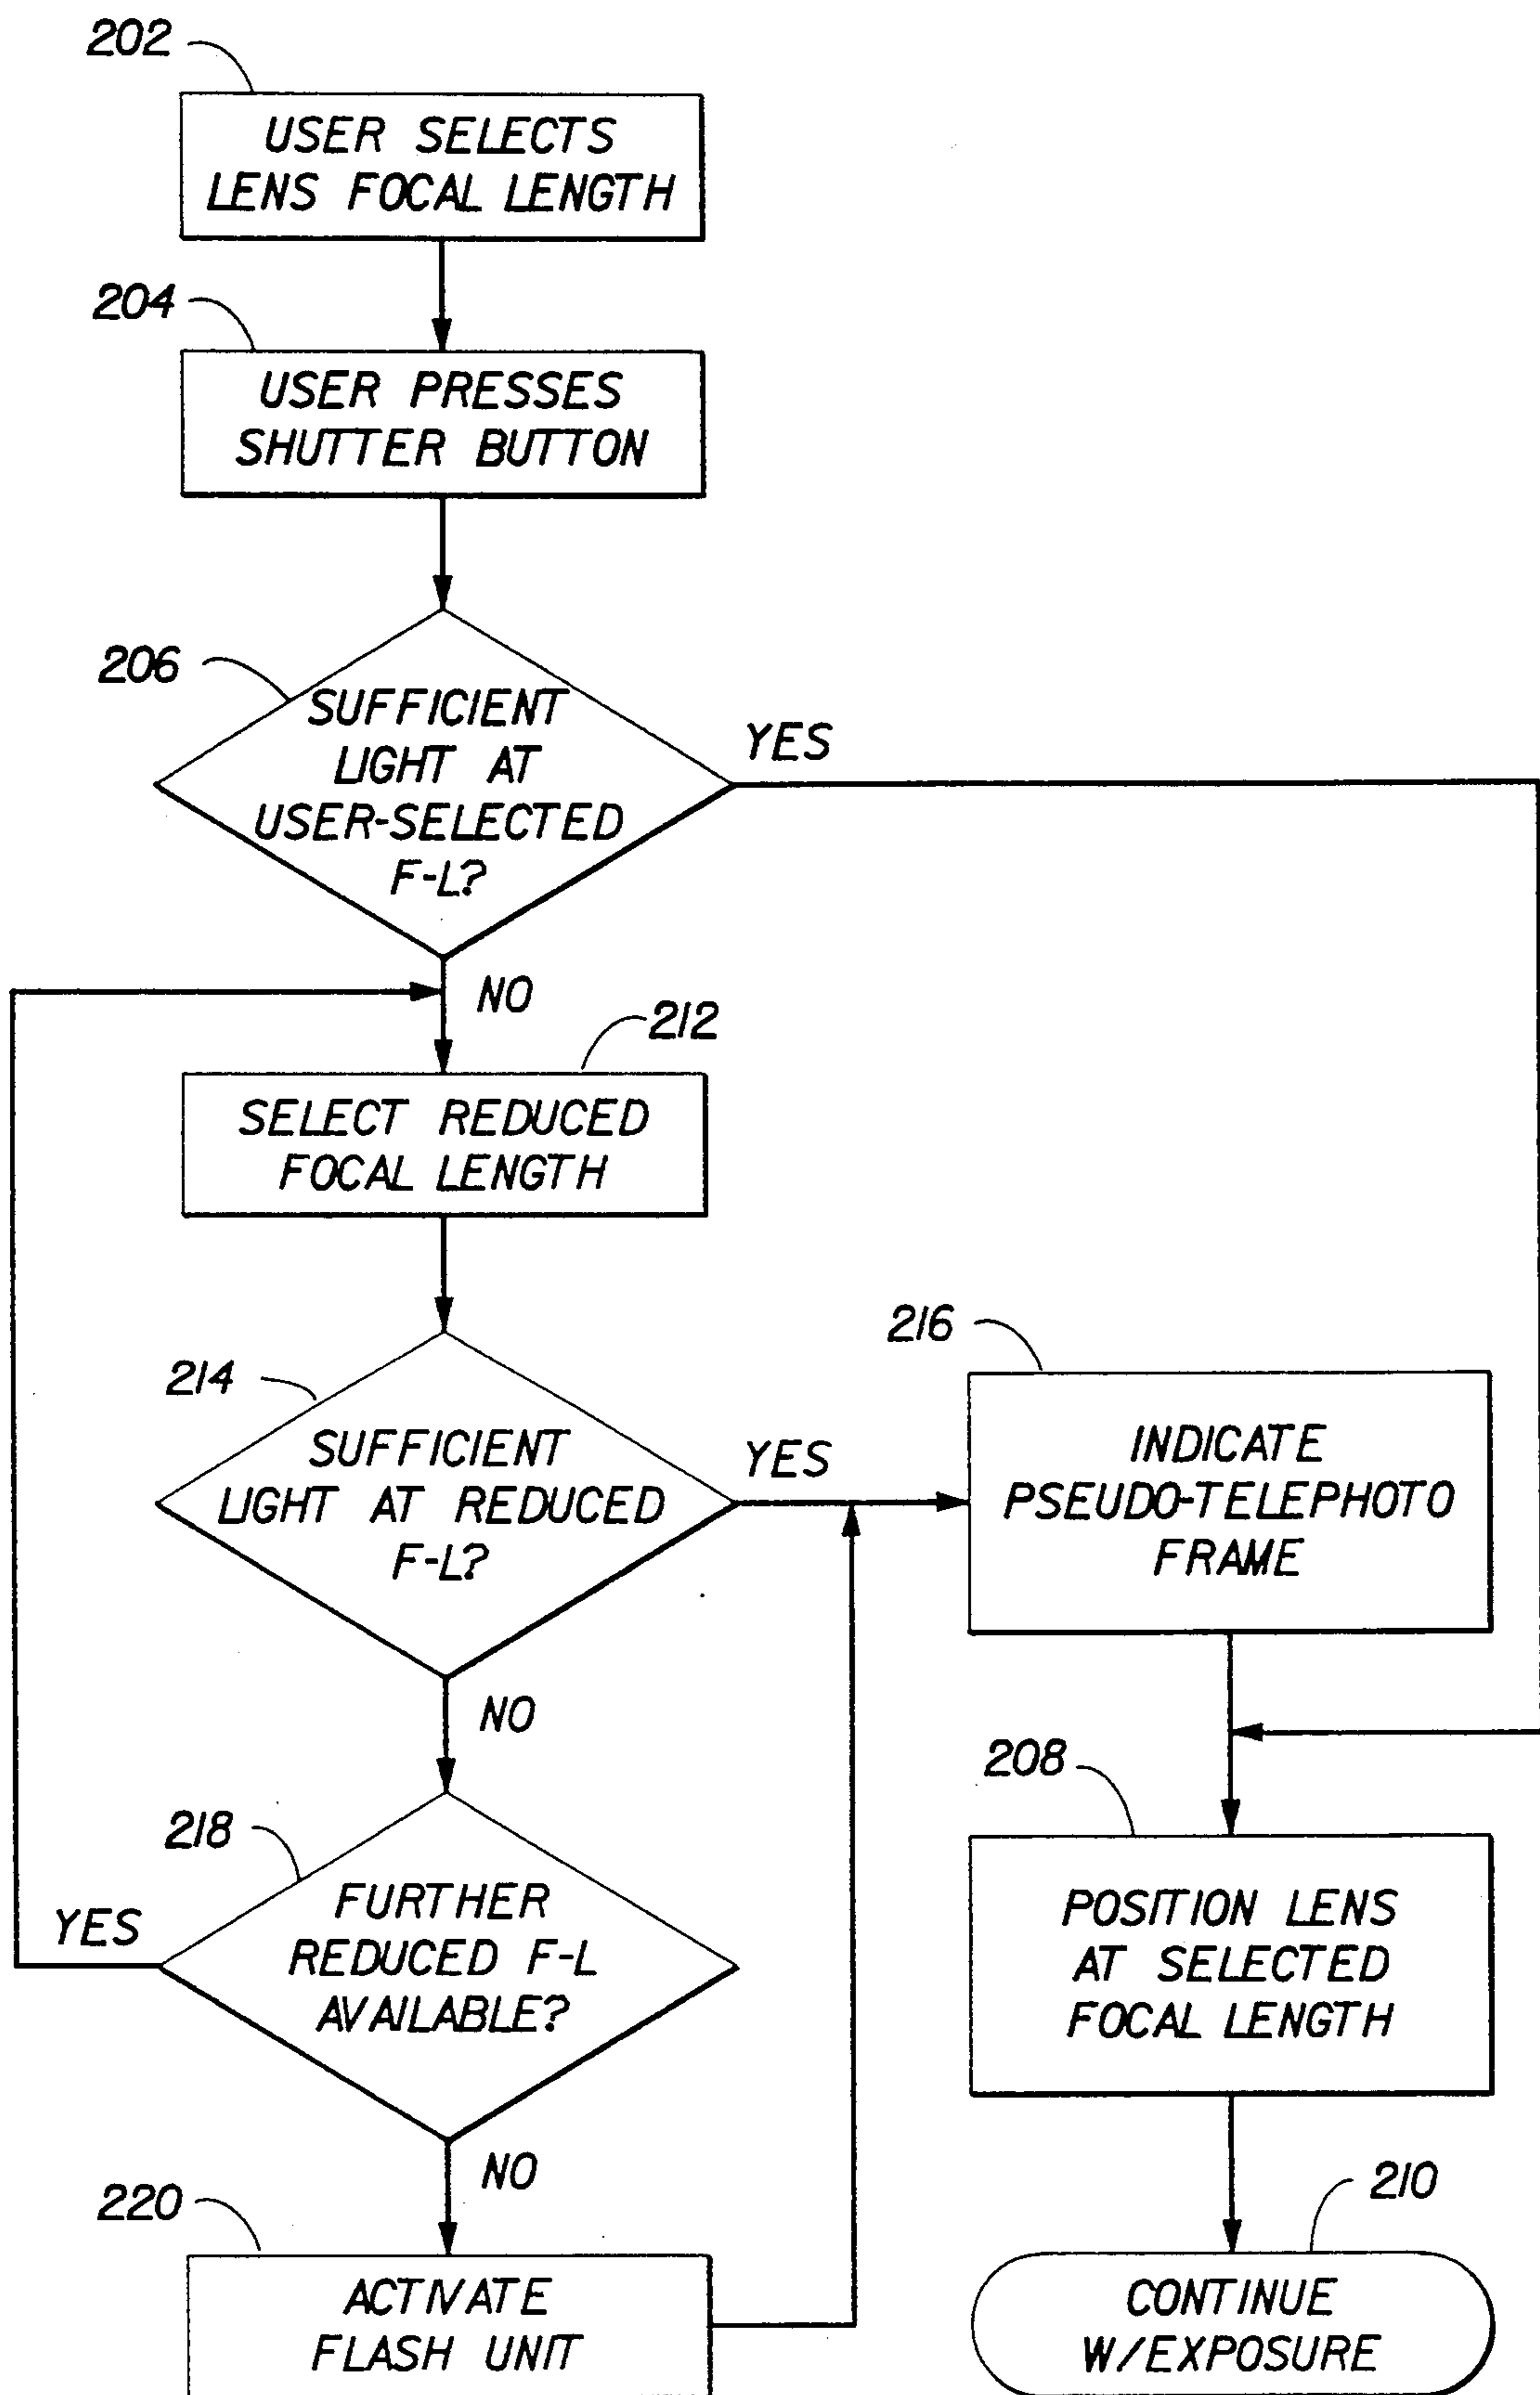 202
USER SELECTS
LENS FOCAL LENGTH
204
USER PRESSES
SHUTTER BUTTON
206
SUFFICIENT
LIGHT AT
USER-SELECTED
F-L?
YES
NO
212
SELECT REDUCED
FOCAL LENGTH
214
SUFFICIENT
LIGHT AT REDUCED
F-L?
YES
NO
216
INDICATE
PSEUDO-TELEPHOTO
FRAME
218
FURTHER
REDUCED F-L
AVAILABLE?
YES
NO
208
POSITION LENS
AT SELECTED
FOCAL LENGTH
220
ACTIVATE
FLASH UNIT
210
CONTINUE
W/EXPOSURE